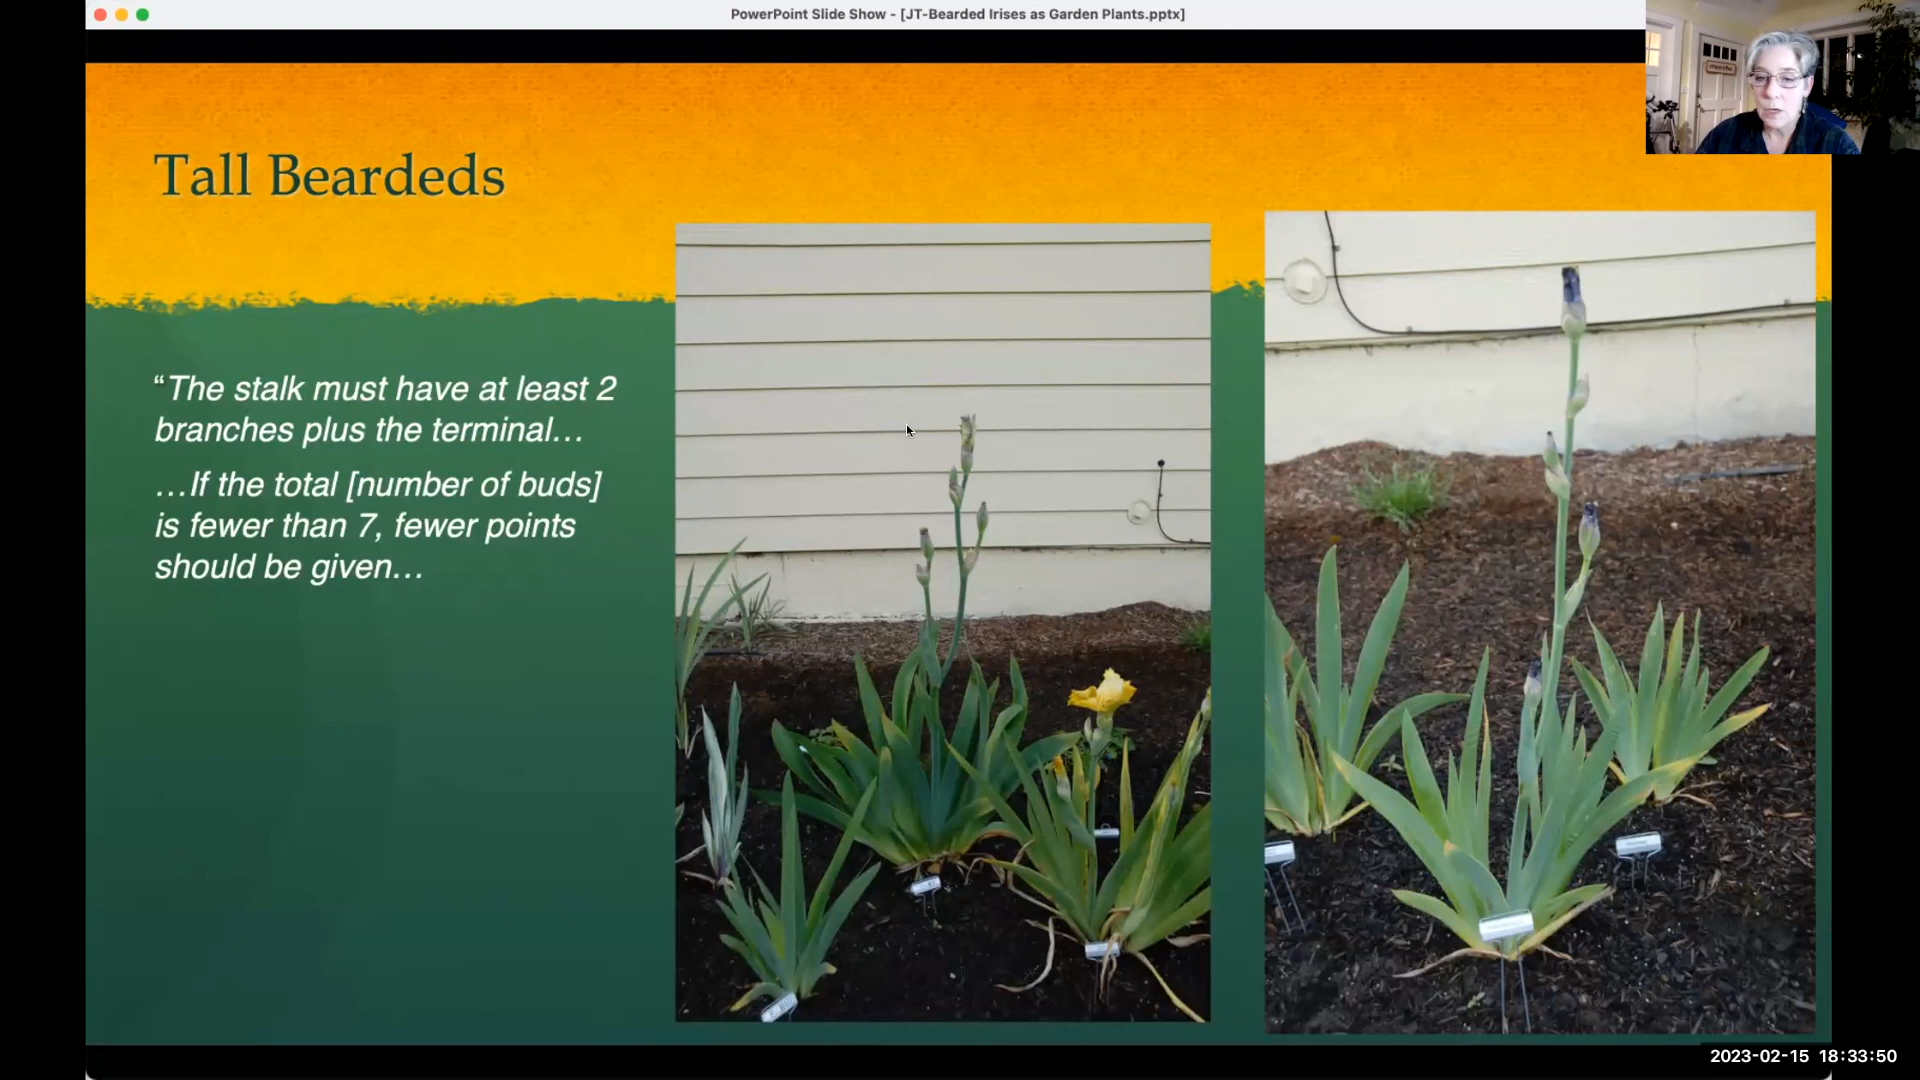 PowerPoint Slide Show - [JT-Bearded Irises as Garden Plants.pptx]
Tall Beardeds
“The stalk must have at least 2
branches plus the terminal…
…If the total [number of buds]
is fewer than 7, fewer points
should be given…
2023-02-15 18:33:50